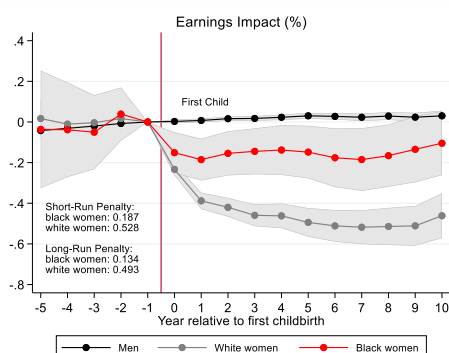 Earnings Impact (%)
.4
.2
0
-.2
-.4
-.6
-.8
First Child
Short-Run Penalty:
black women: 0.187
white women: 0.528
Long-Run Penalty:
black women: 0.134
white women: 0.493
-5 -4 -3 -2 -1 0 1 2 3 4 5 6 7 8 9 10
Year relative to first childbirth
Men White women Black women